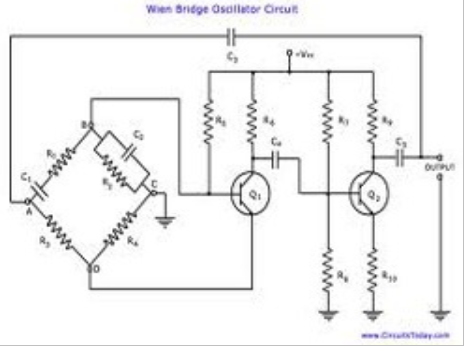 Wien Bridge Oscillator Circuit
C3
+Vcc
B
C2
R5
R6
R7
R9
R1
C4
C3
R2
OUTPUT
C1
C
Q1
Q2
A
R3
R4
D
R8
R10
www.CircuitsToday.com